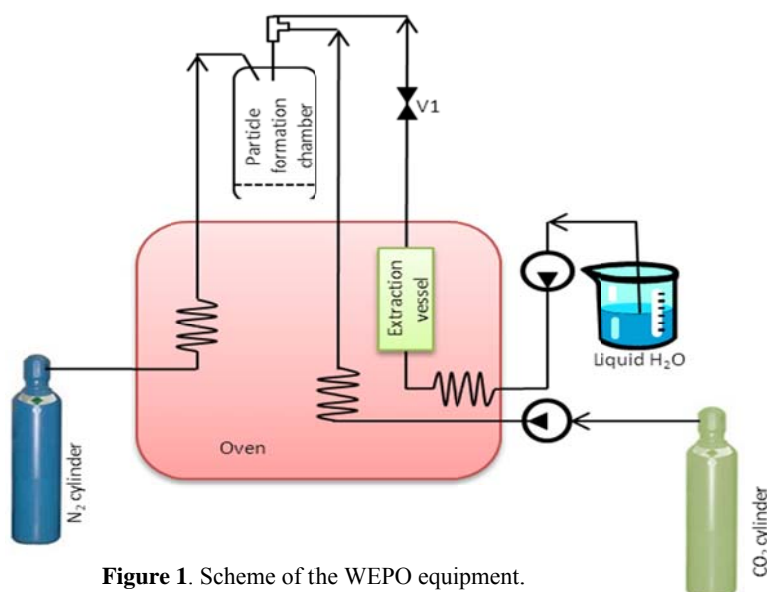 Particle
formation
chamber
V1
Extraction
vessel
Liquid H₂O
Oven
N₂ cylinder
CO₂ cylinder
Figure 1. Scheme of the WEPO equipment.